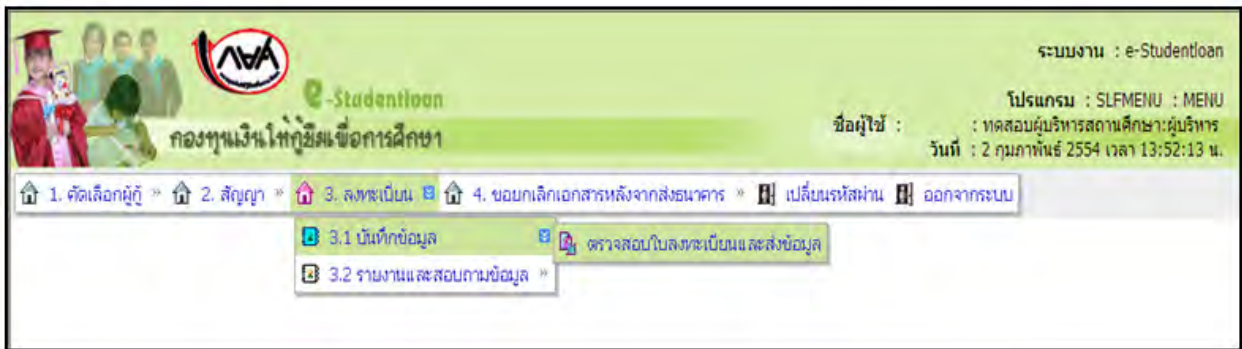 กยศ
ระบบงาน : e-Studentloan
e-Studentloan
กองทุนเงินให้กู้ยืมเพื่อการศึกษา
โปรแกรม : SLFMENU : MENU
ชื่อผู้ใช้ : : ทดสอบผู้บริหารสถานศึกษา:ผู้บริหาร
วันที่ : 2 กุมภาพันธ์ 2554 เวลา 13:52:13 น.
1. คัดเลือกผู้กู้ » 2. สัญญา » 3. ลงทะเบียน 4. ขอยกเลิกเอกสารหลังจากส่งธนาคาร » เปลี่ยนรหัสผ่าน ออกจากระบบ
3.1 บันทึกข้อมูล ตรวจสอบใบลงทะเบียนและส่งข้อมูล
3.2 รายงานและสอบถามข้อมูล »